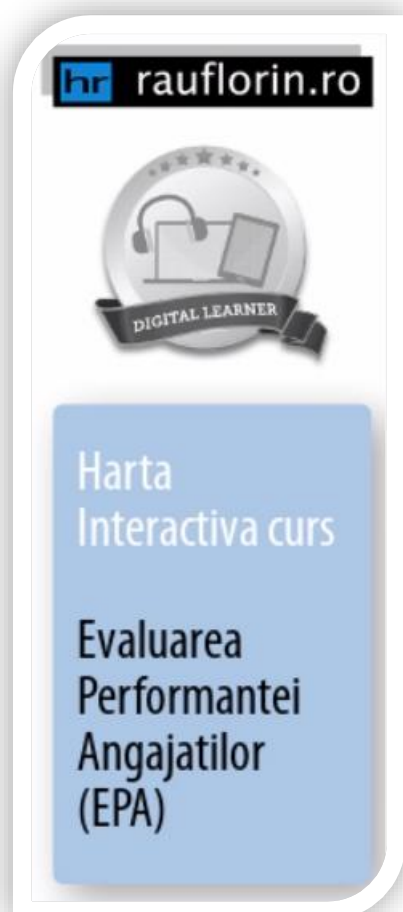 hr rauflorin.ro
DIGITAL LEARNER
Harta
Interactiva curs
Evaluarea
Performantei
Angajatilor
(EPA)